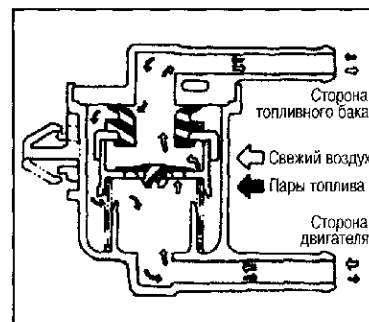 Сторона
топливного бака
Свежий воздух
Пары топлива
Сторона
двигателя